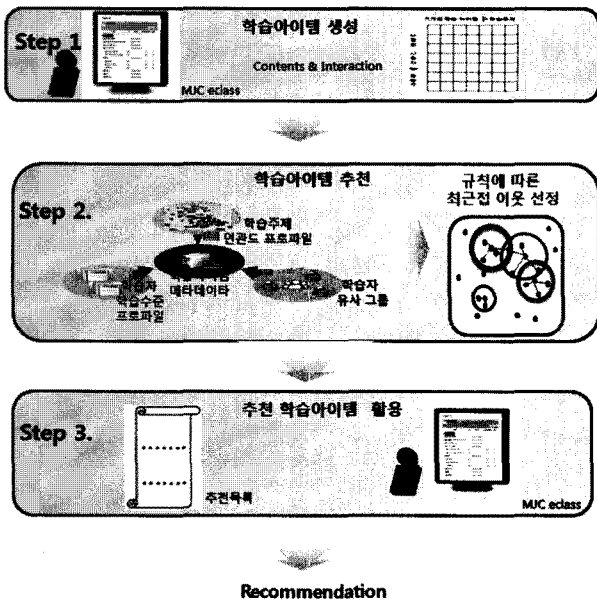 Step 1
학습아이템 생성
Contents & Interaction
MJC eclass
Step 2.
학습아이템 추천
규칙에 따른
최근접 이웃 선정
학습주제
연관도 프로파일
메타데이타
학습자
학습수준
프로파일
학습자
유사 그룹
Step 3.
추천 학습아이템 활용
추천목록
MJC eclass
Recommendation